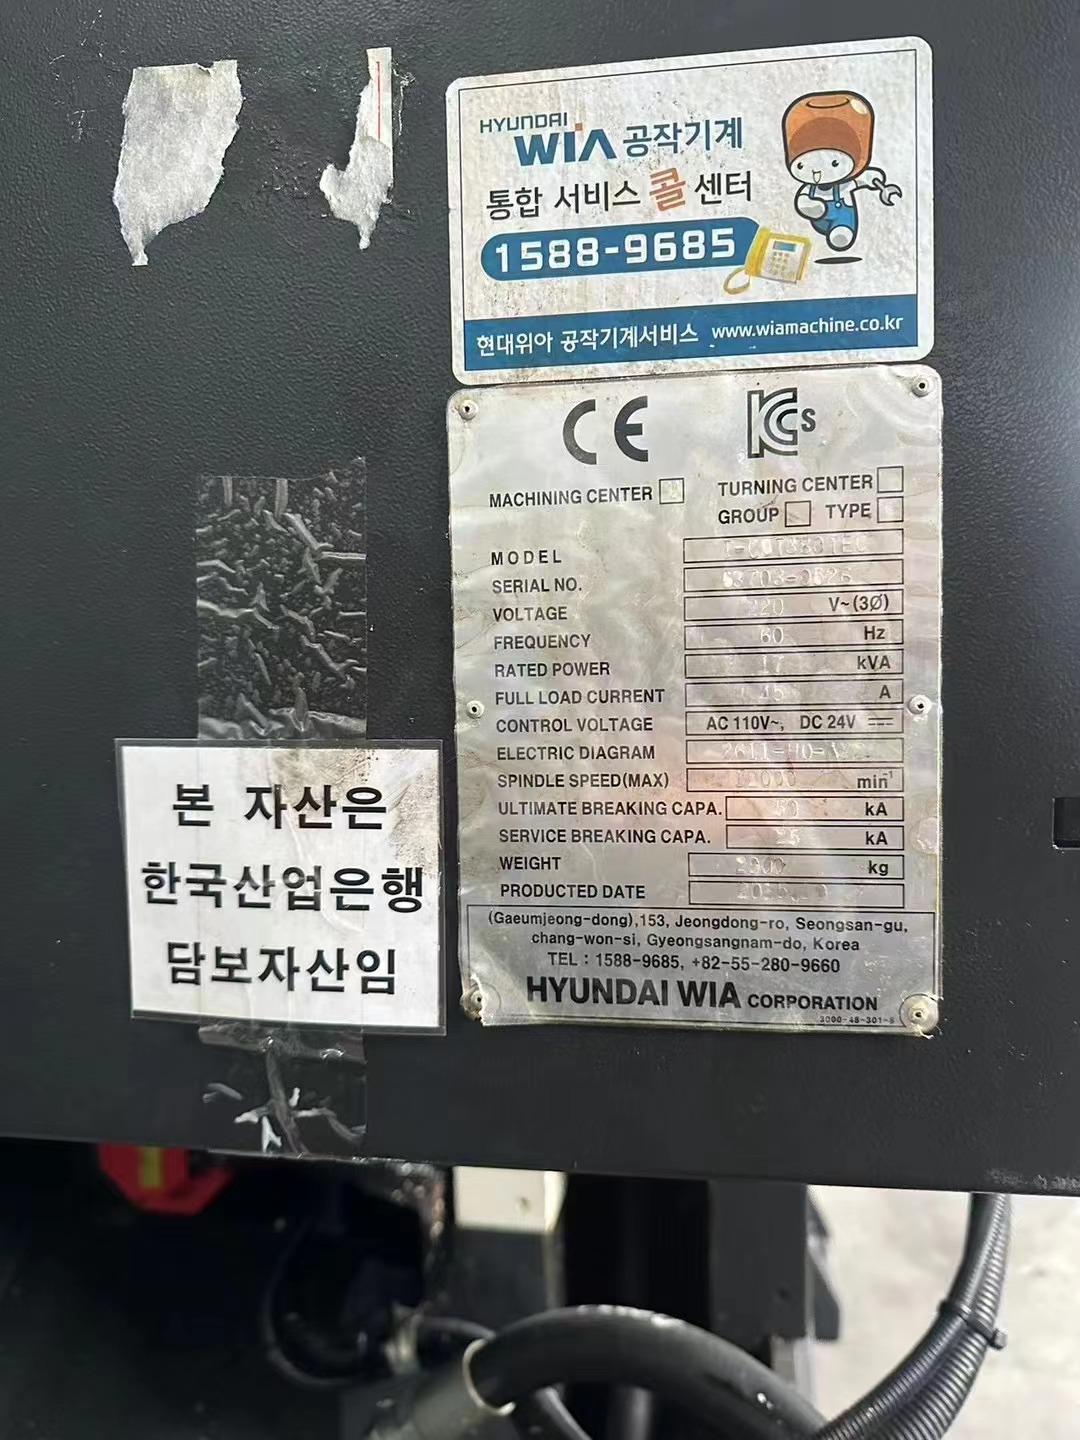 HYUNDAI
WIA 공작기계
통합 서비스 콜 센터
1588-9685
현대위아 공작기계서비스 www.wiamachine.co.kr
CE
KCs
MACHINING CENTER
TURNING CENTER
GROUP TYPE
MODEL
SERIAL NO.
VOLTAGE 220 V~(3Ø)
FREQUENCY 60 Hz
RATED POWER 17 kVA
FULL LOAD CURRENT 45 A
CONTROL VOLTAGE AC 110V~, DC 24V
ELECTRIC DIAGRAM
SPINDLE SPEED(MAX) min⁻¹
ULTIMATE BREAKING CAPA. kA
SERVICE BREAKING CAPA. 25 kA
WEIGHT kg
PRODUCTED DATE
(Gaeumjeong-dong),153, Jeongdong-ro, Seongsan-gu,
chang-won-si, Gyeongsangnam-do, Korea
TEL : 1588-9685, +82-55-280-9660
HYUNDAI WIA CORPORATION
본 자산은
한국산업은행
담보자산임